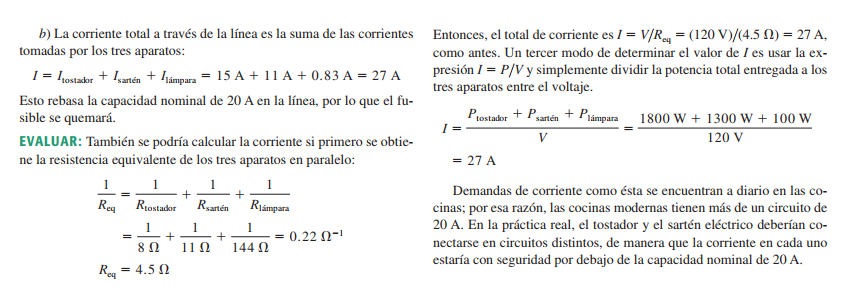 b) La corriente total a través de la línea es la suma de las corrientes
tomadas por los tres aparatos:
I = I_tostador + I_sartén + I_lámpara = 15 A + 11 A + 0.83 A = 27 A
Esto rebasa la capacidad nominal de 20 A en la línea, por lo que el fu-
sible se quemará.
EVALUAR: También se podría calcular la corriente si primero se obtie-
ne la resistencia equivalente de los tres aparatos en paralelo:
1/R_eq = 1/R_tostador + 1/R_sartén + 1/R_lámpara
= 1/8 Ω + 1/11 Ω + 1/144 Ω = 0.22 Ω⁻¹
R_eq = 4.5 Ω
Entonces, el total de corriente es I = V/R_eq = (120 V)/(4.5 Ω) = 27 A,
como antes. Un tercer modo de determinar el valor de I es usar la ex-
presión I = P/V y simplemente dividir la potencia total entregada a los
tres aparatos entre el voltaje.
I = (P_tostador + P_sartén + P_lámpara)/V = (1800 W + 1300 W + 100 W)/120 V
= 27 A
Demandas de corriente como ésta se encuentran a diario en las co-
cinas; por esa razón, las cocinas modernas tienen más de un circuito de
20 A. En la práctica real, el tostador y el sartén eléctrico deberían co-
nectarse en circuitos distintos, de manera que la corriente en cada uno
estaría con seguridad por debajo de la capacidad nominal de 20 A.